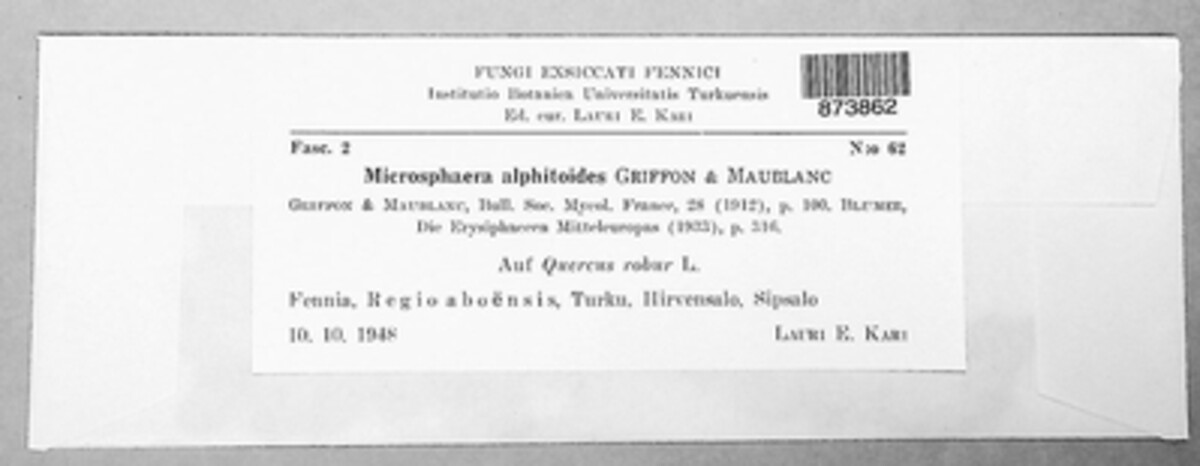 FUNGI EXSICCATI FENNICI
Instituto Botanica Universitatis Turkuensis
Ed. cur. LAURI E. KARI
873862
Fasc. 2 N:o 62
Microsphaera alphitoides GRIFFON & MAUBLANC
GRIFFON & MAUBLANC, Bull. Soc. Mycol. France, 28 (1912), p. 100. BLUMER,
Die Erysiphaceen Mitteleuropas (1933), p. 316.
Auf Quercus robur L.
Fennia, Regio aboënsis, Turku, Hirvensalo, Sipsalo
10. 10. 1948 LAURI E. KARI